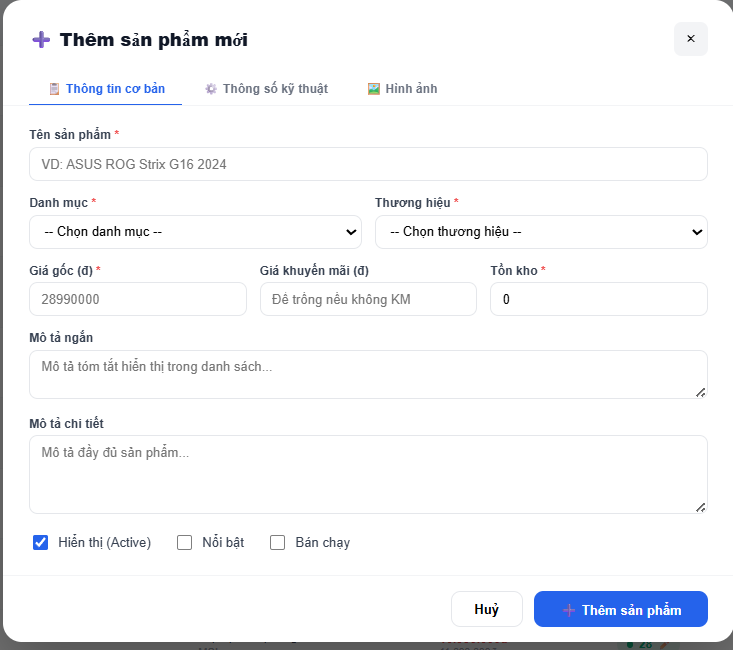 Thêm sản phẩm mới
×
Thông tin cơ bản Thông số kỹ thuật Hình ảnh
Tên sản phẩm *
VD: ASUS ROG Strix G16 2024
Danh mục * Thương hiệu *
-- Chọn danh mục -- -- Chọn thương hiệu --
Giá gốc (đ) * Giá khuyến mãi (đ) Tồn kho *
28990000 Để trống nếu không KM 0
Mô tả ngắn
Mô tả tóm tắt hiển thị trong danh sách...
Mô tả chi tiết
Mô tả đầy đủ sản phẩm...
Hiển thị (Active) Nổi bật Bán chạy
Huỷ Thêm sản phẩm
28